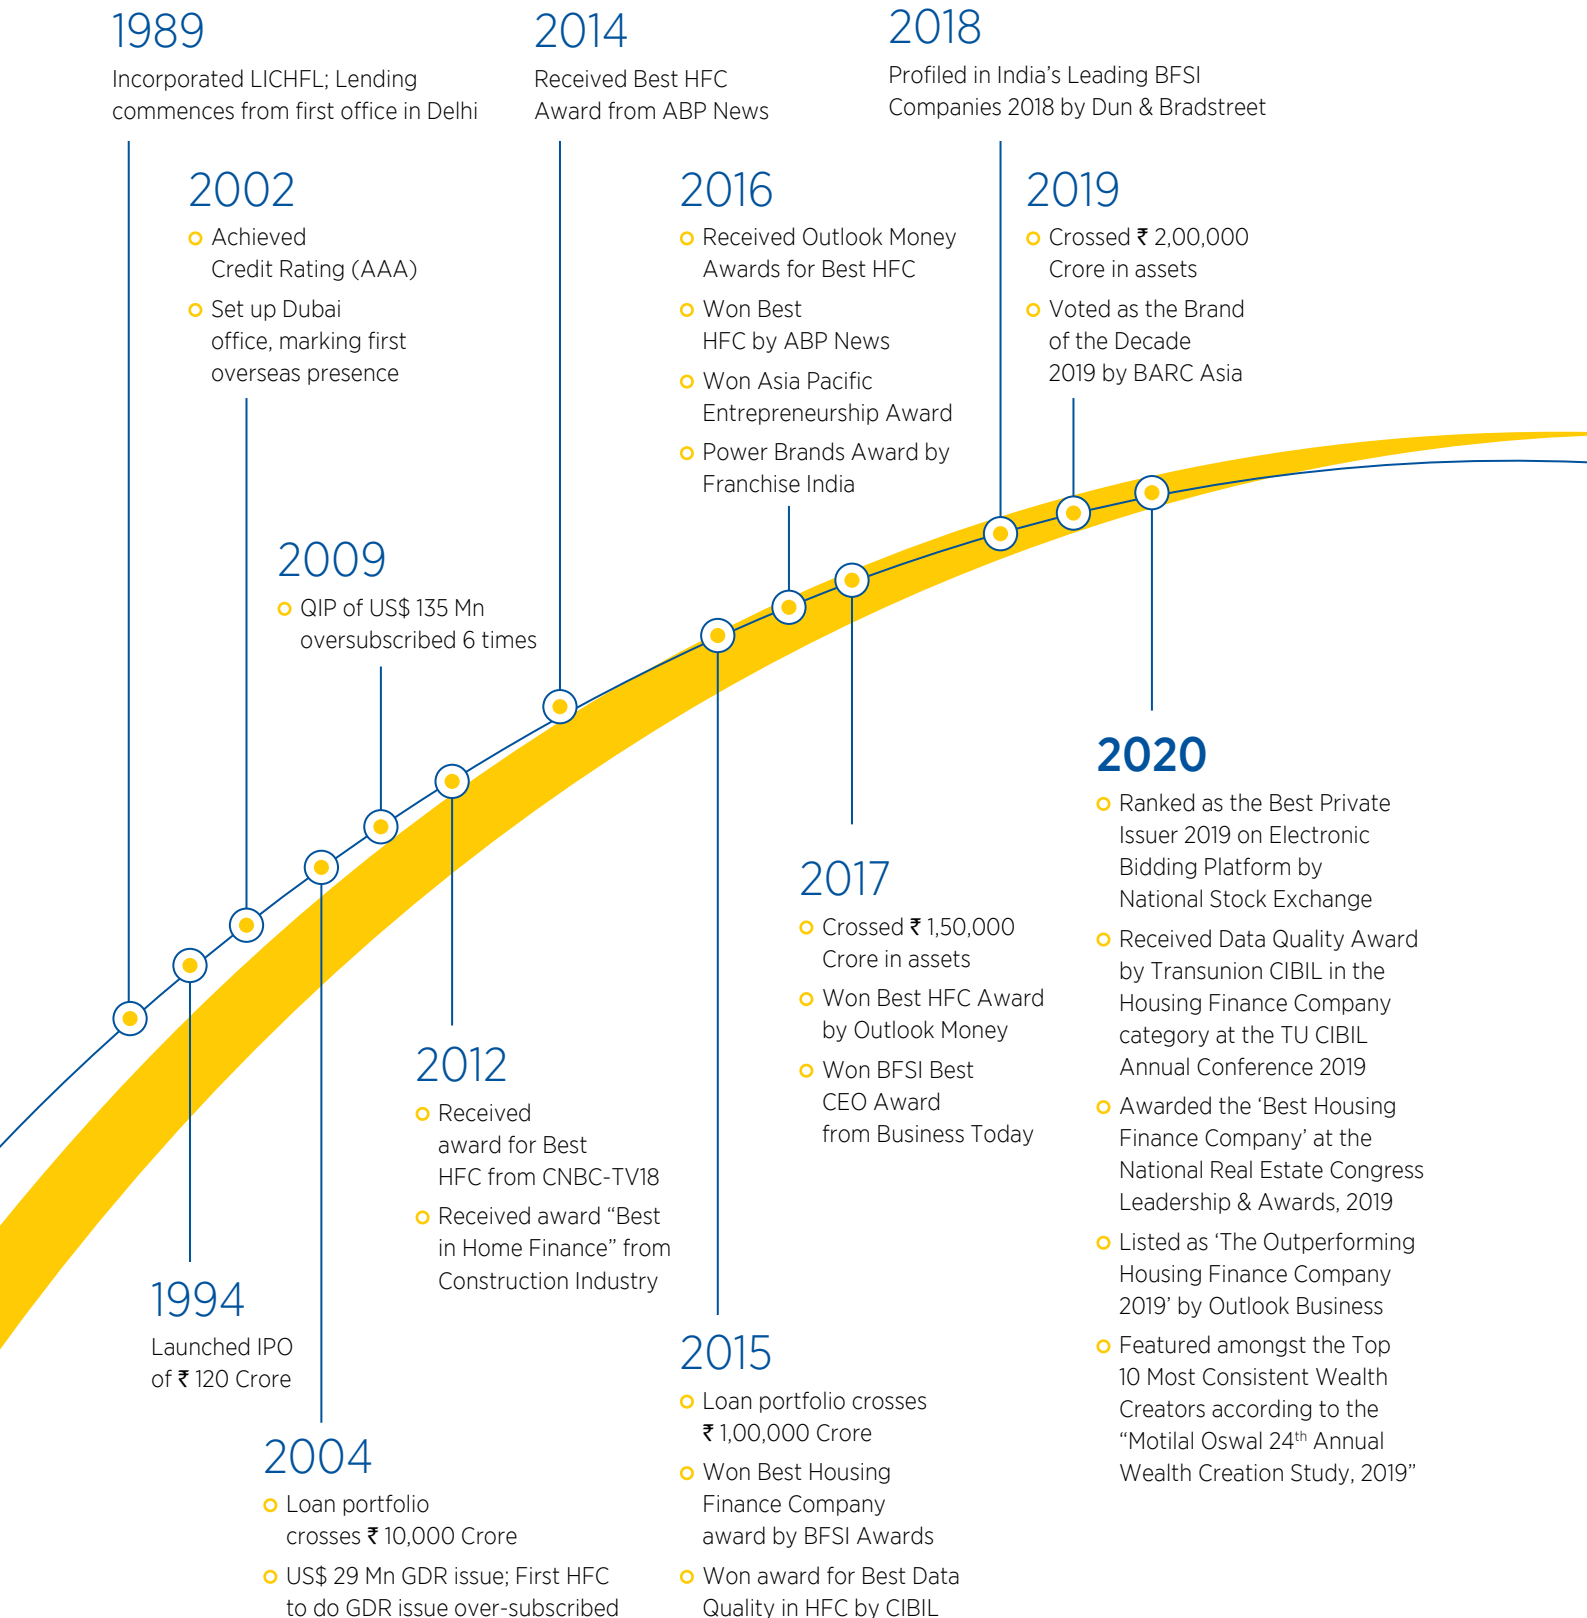 1989
Incorporated LICHFL; Lending
commences from first office in Delhi
1994
Launched IPO
of ₹ 120 Crore
2002
Achieved
Credit Rating (AAA)
Set up Dubai
office, marking first
overseas presence
2004
Loan portfolio
crosses ₹ 10,000 Crore
US$ 29 Mn GDR issue; First HFC
to do GDR issue over-subscribed
2009
QIP of US$ 135 Mn
oversubscribed 6 times
2012
Received
award for Best
HFC from CNBC-TV18
Received award “Best
in Home Finance” from
Construction Industry
2014
Received Best HFC
Award from ABP News
2015
Loan portfolio crosses
₹ 1,00,000 Crore
Won Best Housing
Finance Company
award by BFSI Awards
Won award for Best Data
Quality in HFC by CIBIL
2016
Received Outlook Money
Awards for Best HFC
Won Best
HFC by ABP News
Won Asia Pacific
Entrepreneurship Award
Power Brands Award by
Franchise India
2017
Crossed ₹ 1,50,000
Crore in assets
Won Best HFC Award
by Outlook Money
Won BFSI Best
CEO Award
from Business Today
2018
Profiled in India’s Leading BFSI
Companies 2018 by Dun & Bradstreet
2019
Crossed ₹ 2,00,000
Crore in assets
Voted as the Brand
of the Decade
2019 by BARC Asia
2020
Ranked as the Best Private
Issuer 2019 on Electronic
Bidding Platform by
National Stock Exchange
Received Data Quality Award
by Transunion CIBIL in the
Housing Finance Company
category at the TU CIBIL
Annual Conference 2019
Awarded the ‘Best Housing
Finance Company’ at the
National Real Estate Congress
Leadership & Awards, 2019
Listed as ‘The Outperforming
Housing Finance Company
2019’ by Outlook Business
Featured amongst the Top
10 Most Consistent Wealth
Creators according to the
“Motilal Oswal 24th Annual
Wealth Creation Study, 2019”